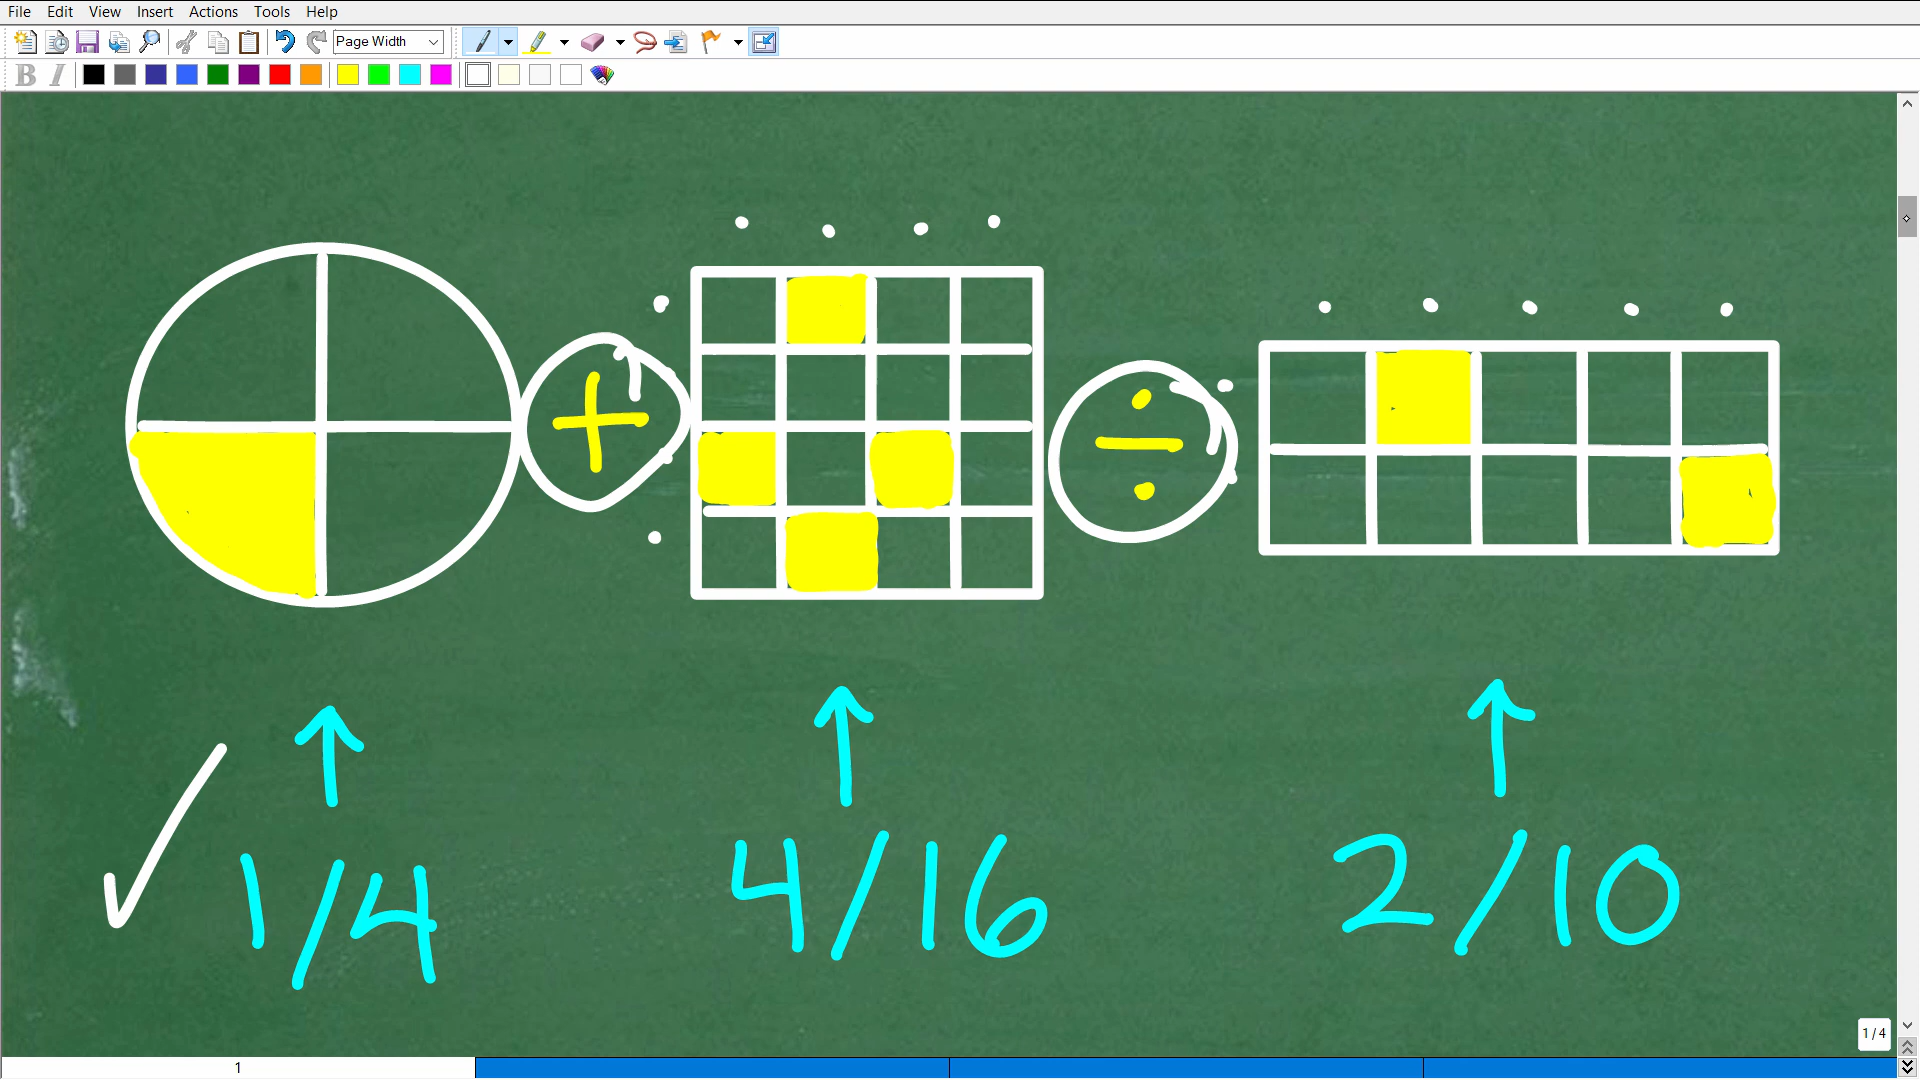 File Edit View Insert Actions Tools Help
Page Width
B I
+ ÷
1/4 4/16 2/10
1 / 4
1